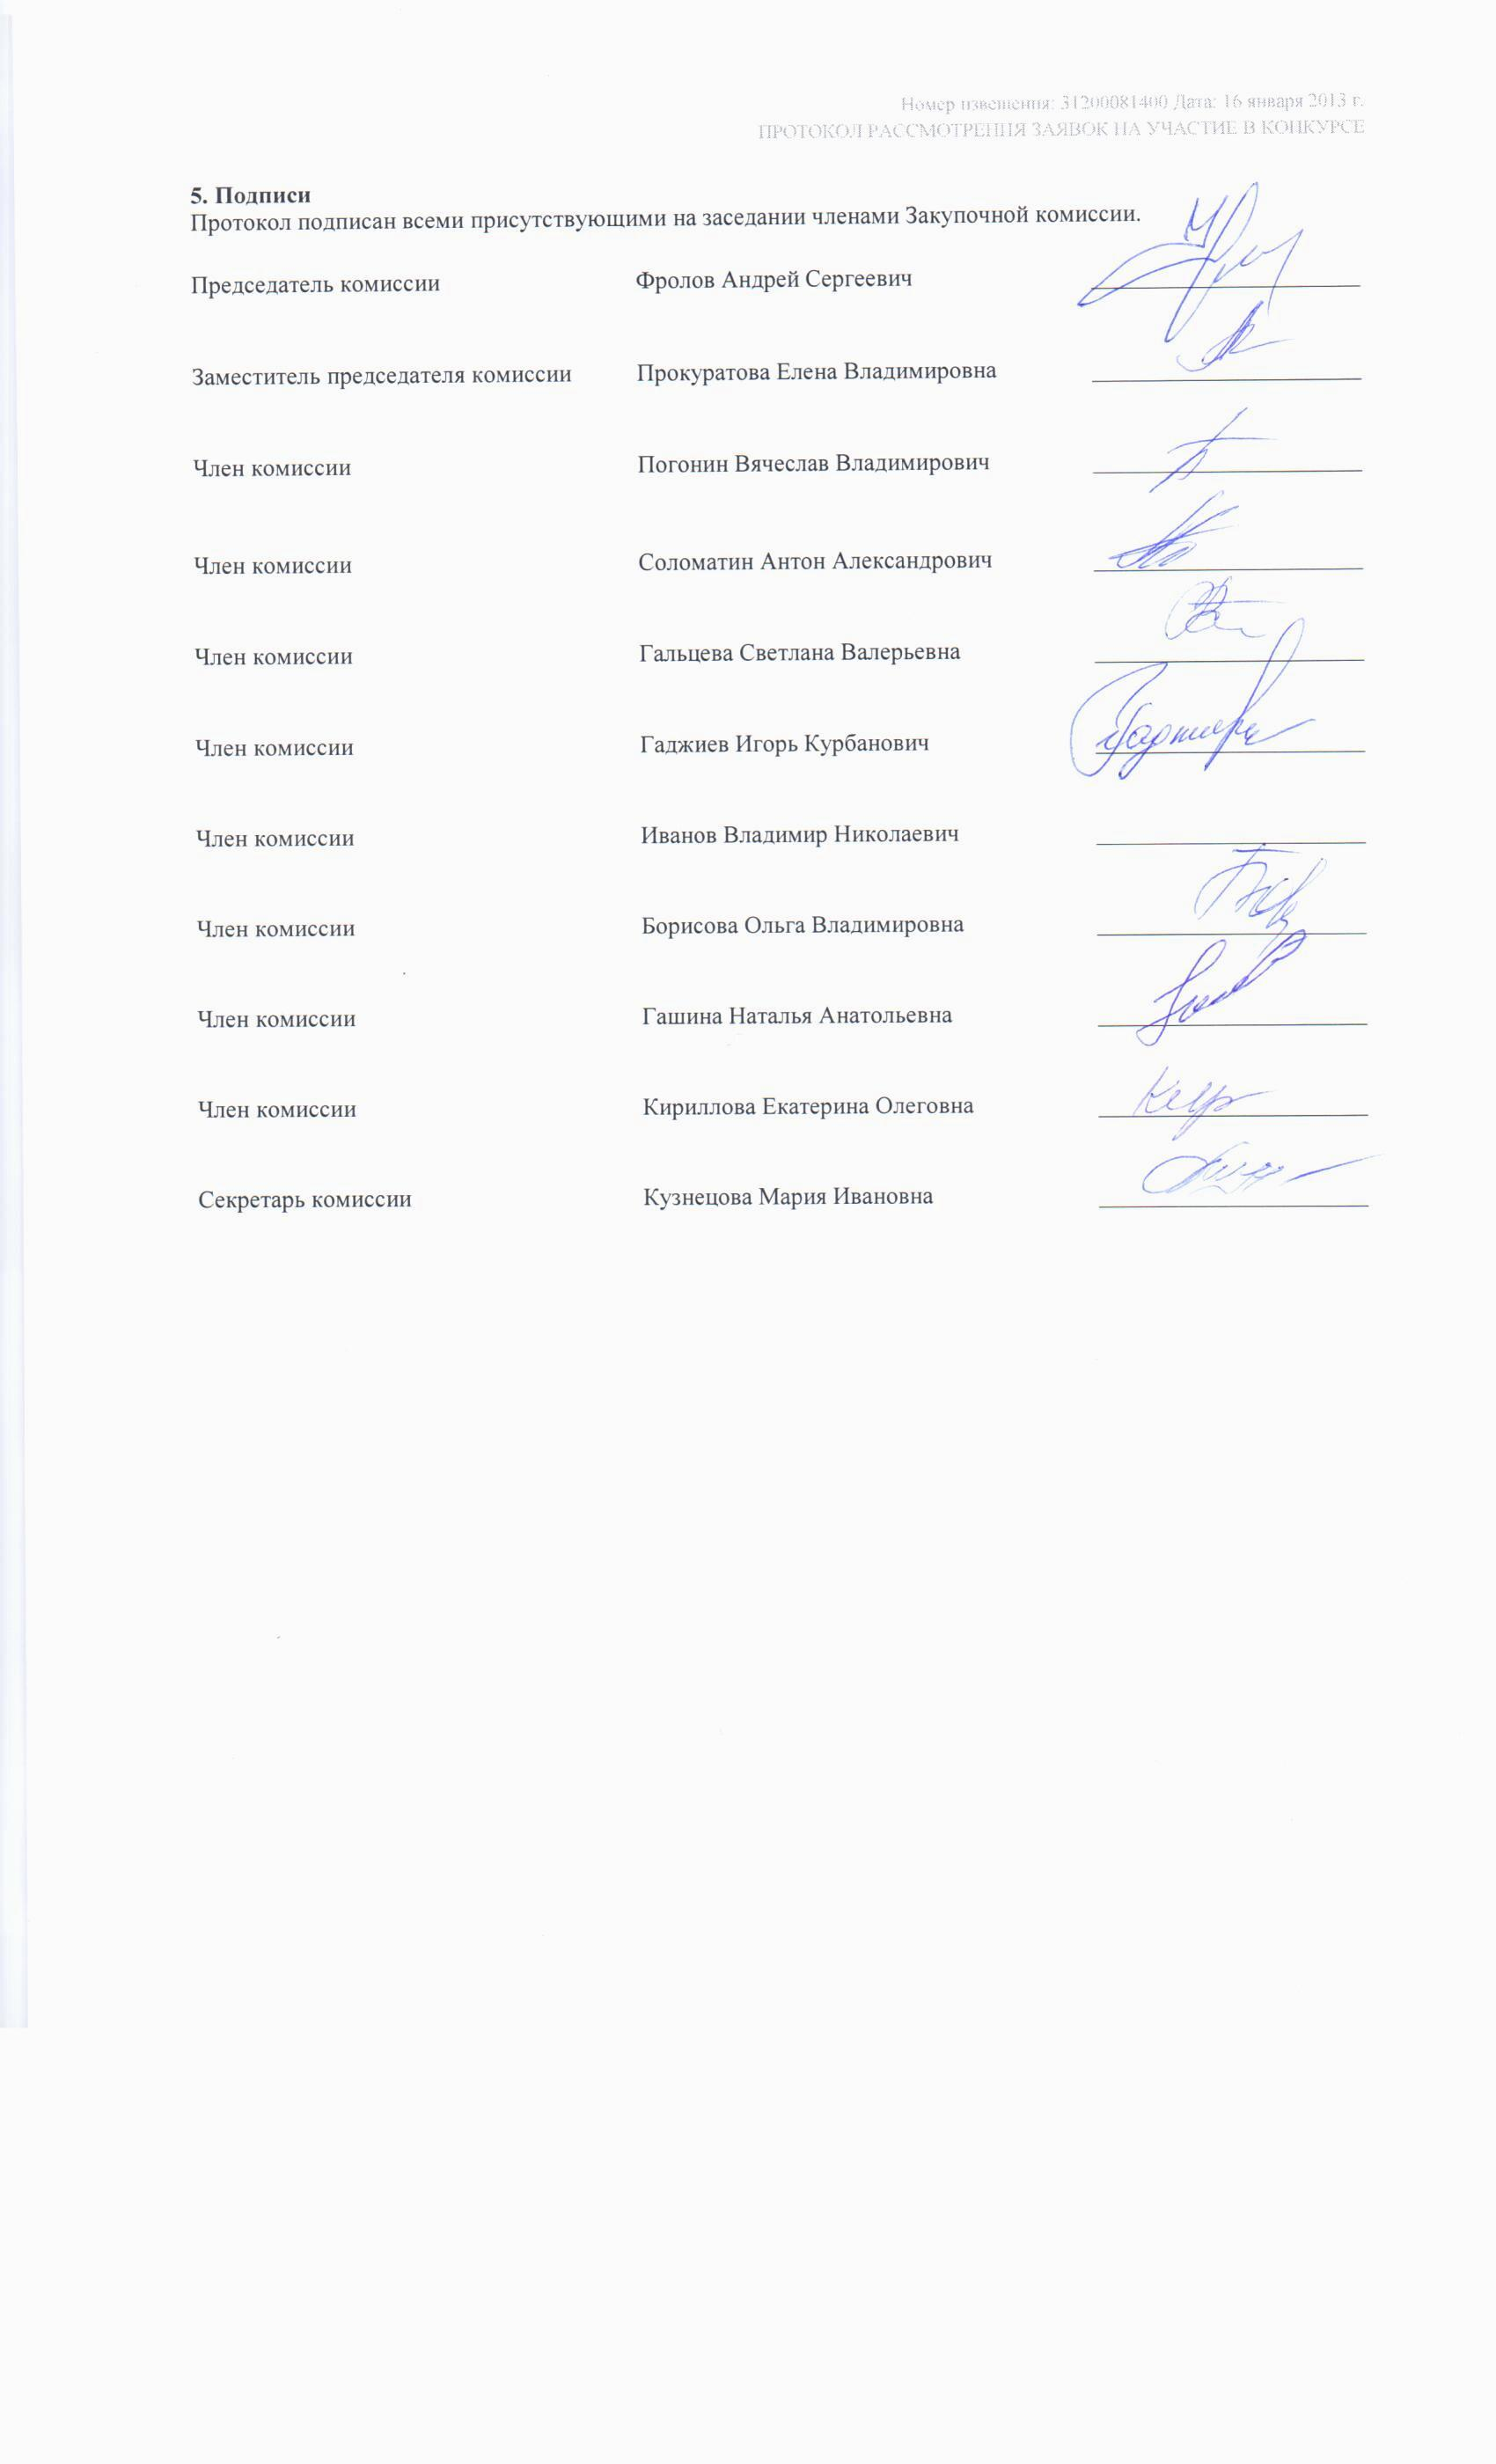 Номер извещения: 31200081400 Дата: 16 января 2013 г.
ПРОТОКОЛ РАССМОТРЕНИЯ ЗАЯВОК НА УЧАСТИЕ В КОНКУРСЕ
5. Подписи
Протокол подписан всеми присутствующими на заседании членами Закупочной комиссии.
Председатель комиссии Фролов Андрей Сергеевич
Заместитель председателя комиссии Прокуратова Елена Владимировна
Член комиссии Погонин Вячеслав Владимирович
Член комиссии Соломатин Антон Александрович
Член комиссии Гальцева Светлана Валерьевна
Член комиссии Гаджиев Игорь Курбанович
Член комиссии Иванов Владимир Николаевич
Член комиссии Борисова Ольга Владимировна
Член комиссии Гашина Наталья Анатольевна
Член комиссии Кириллова Екатерина Олеговна
Секретарь комиссии Кузнецова Мария Ивановна